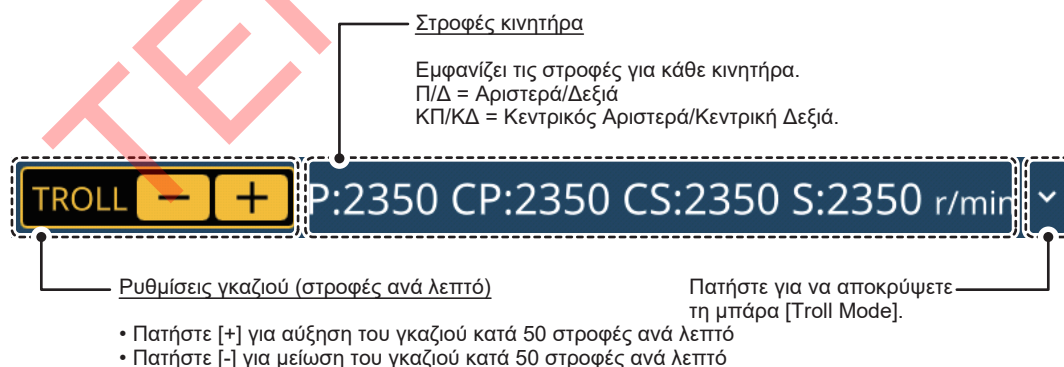 Στροφές κινητήρα
Εμφανίζει τις στροφές για κάθε κινητήρα.
Π/Δ = Αριστερά/Δεξιά
ΚΠ/ΚΔ = Κεντρικός Αριστερά/Κεντρική Δεξιά.
TROLL − + P:2350 CP:2350 CS:2350 S:2350 r/min
Ρυθμίσεις γκαζιού (στροφές ανά λεπτό)
• Πατήστε [+] για αύξηση του γκαζιού κατά 50 στροφές ανά λεπτό
• Πατήστε [-] για μείωση του γκαζιού κατά 50 στροφές ανά λεπτό
Πατήστε για να αποκρύψετε
τη μπάρα [Troll Mode].